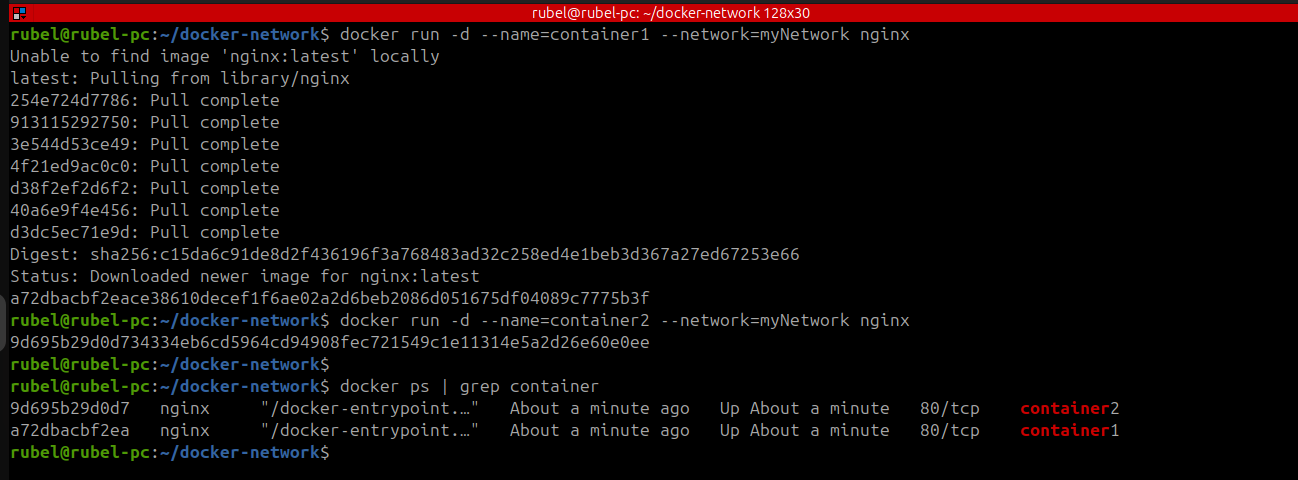 rubel@rubel-pc: ~/docker-network 128x30
rubel@rubel-pc:~/docker-network$ docker run -d --name=container1 --network=myNetwork nginx
Unable to find image 'nginx:latest' locally
latest: Pulling from library/nginx
254e724d7786: Pull complete
913115292750: Pull complete
3e544d53ce49: Pull complete
4f21ed9ac0c0: Pull complete
d38f2ef2d6f2: Pull complete
40a6e9f4e456: Pull complete
d3dc5ec71e9d: Pull complete
Digest: sha256:c15da6c91de8d2f436196f3a768483ad32c258ed4e1beb3d367a27ed67253e66
Status: Downloaded newer image for nginx:latest
a72dbacbf2eace38610decef1f6ae02a2d6beb2086d051675df04089c7775b3f
rubel@rubel-pc:~/docker-network$ docker run -d --name=container2 --network=myNetwork nginx
9d695b29d0d734334eb6cd5964cd94908fec721549c1e11314e5a2d26e60e0ee
rubel@rubel-pc:~/docker-network$
rubel@rubel-pc:~/docker-network$ docker ps | grep container
9d695b29d0d7   nginx     "/docker-entrypoint.…"   About a minute ago   Up About a minute   80/tcp    container2
a72dbacbf2ea   nginx     "/docker-entrypoint.…"   About a minute ago   Up About a minute   80/tcp    container1
rubel@rubel-pc:~/docker-network$